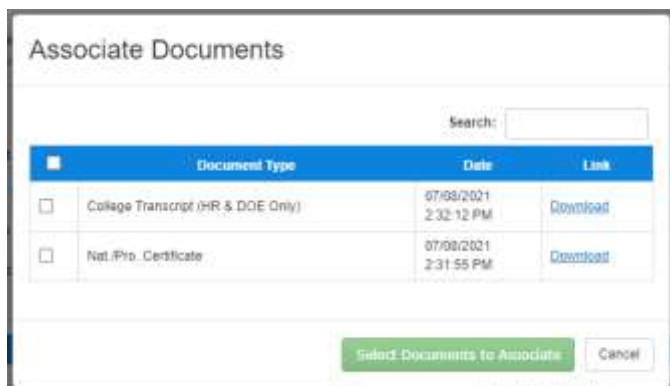 Associate Documents
Search:
Document Type Date Link
College Transcript (HR & DOE Only) 07/08/2021 2:32:12 PM Download
Nat./Pro. Certificate 07/08/2021 2:31:55 PM Download
Select Documents to Associate Cancel